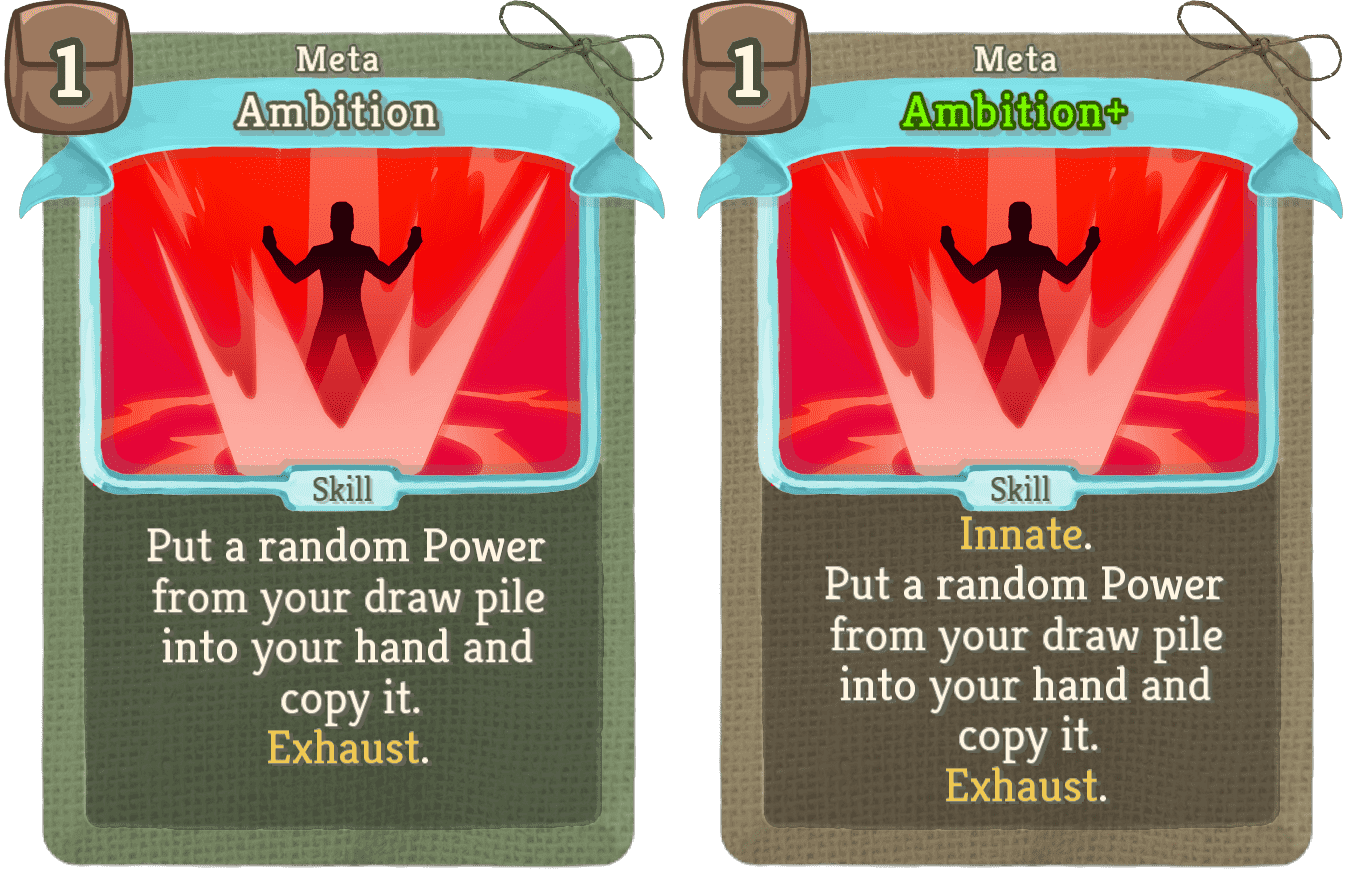 1
Meta
Ambition
Skill
Put a random Power
from your draw pile
into your hand and
copy it.
Exhaust.
1
Meta
Ambition+
Skill
Innate.
Put a random Power
from your draw pile
into your hand and
copy it.
Exhaust.